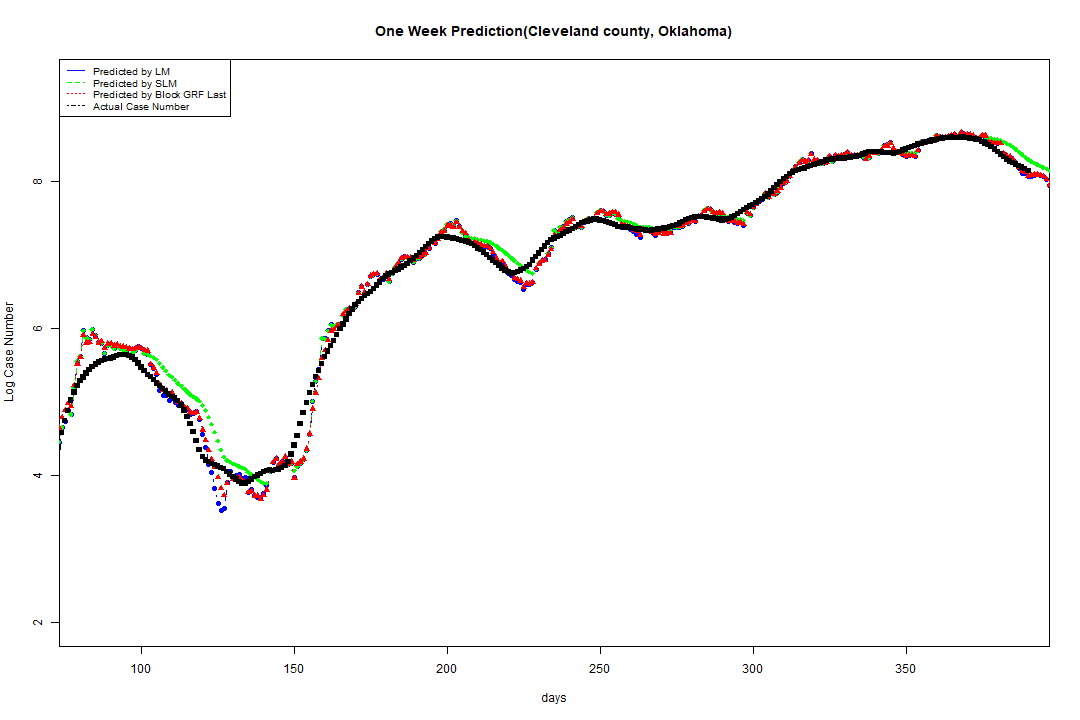 One Week Prediction(Cleveland county, Oklahoma)
Predicted by LM
Predicted by SLM
Predicted by Block GRF Last
Actual Case Number
8
6
4
2
Log Case Number
100 150 200 250 300 350
days